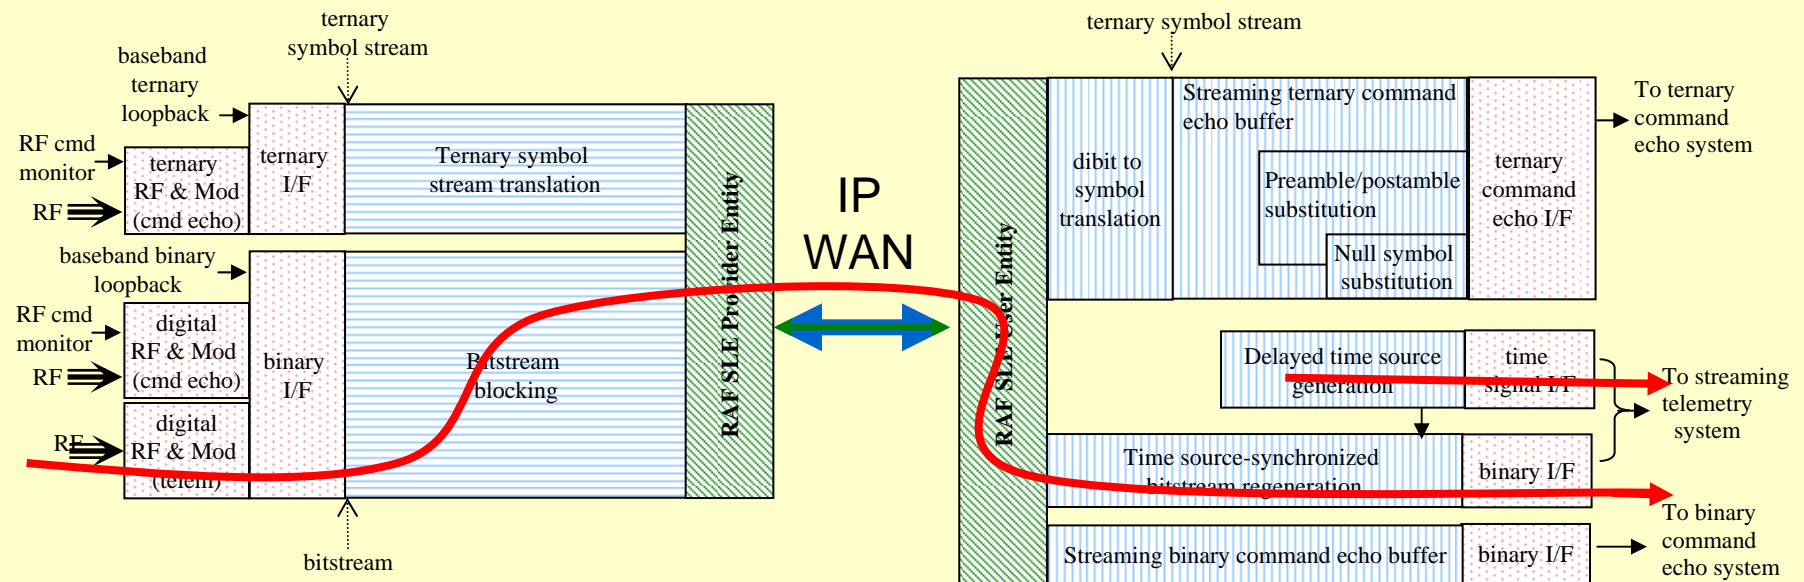 ternary
symbol stream
baseband
ternary
loopback
RF cmd
monitor
RF
ternary
RF & Mod
(cmd echo)
ternary
I/F
Ternary symbol
stream translation
baseband binary
loopback
RF cmd
monitor
RF
digital
RF & Mod
(cmd echo)
RF
digital
RF & Mod
(telem)
binary
I/F
Bitstream
blocking
bitstream
RAF SLE Provider Entity
IP
WAN
RAF SLE User Entity
ternary symbol stream
dibit to
symbol
translation
Streaming ternary command
echo buffer
Preamble/postamble
substitution
Null symbol
substitution
ternary
command
echo I/F
To ternary
command
echo system
Delayed time source
generation
time
signal I/F
To streaming
telemetry
system
Time source-synchronized
bitstream regeneration
binary I/F
Streaming binary command echo buffer
binary I/F
To binary
command
echo system